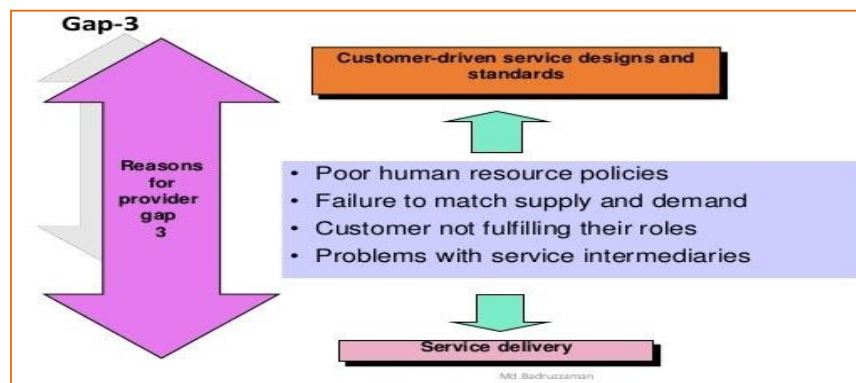 Gap-3
Customer-driven service designs and
standards
Reasons
for
provider
gap
3
• Poor human resource policies
• Failure to match supply and demand
• Customer not fulfilling their roles
• Problems with service intermediaries
Service delivery
Md.Badruzzaman